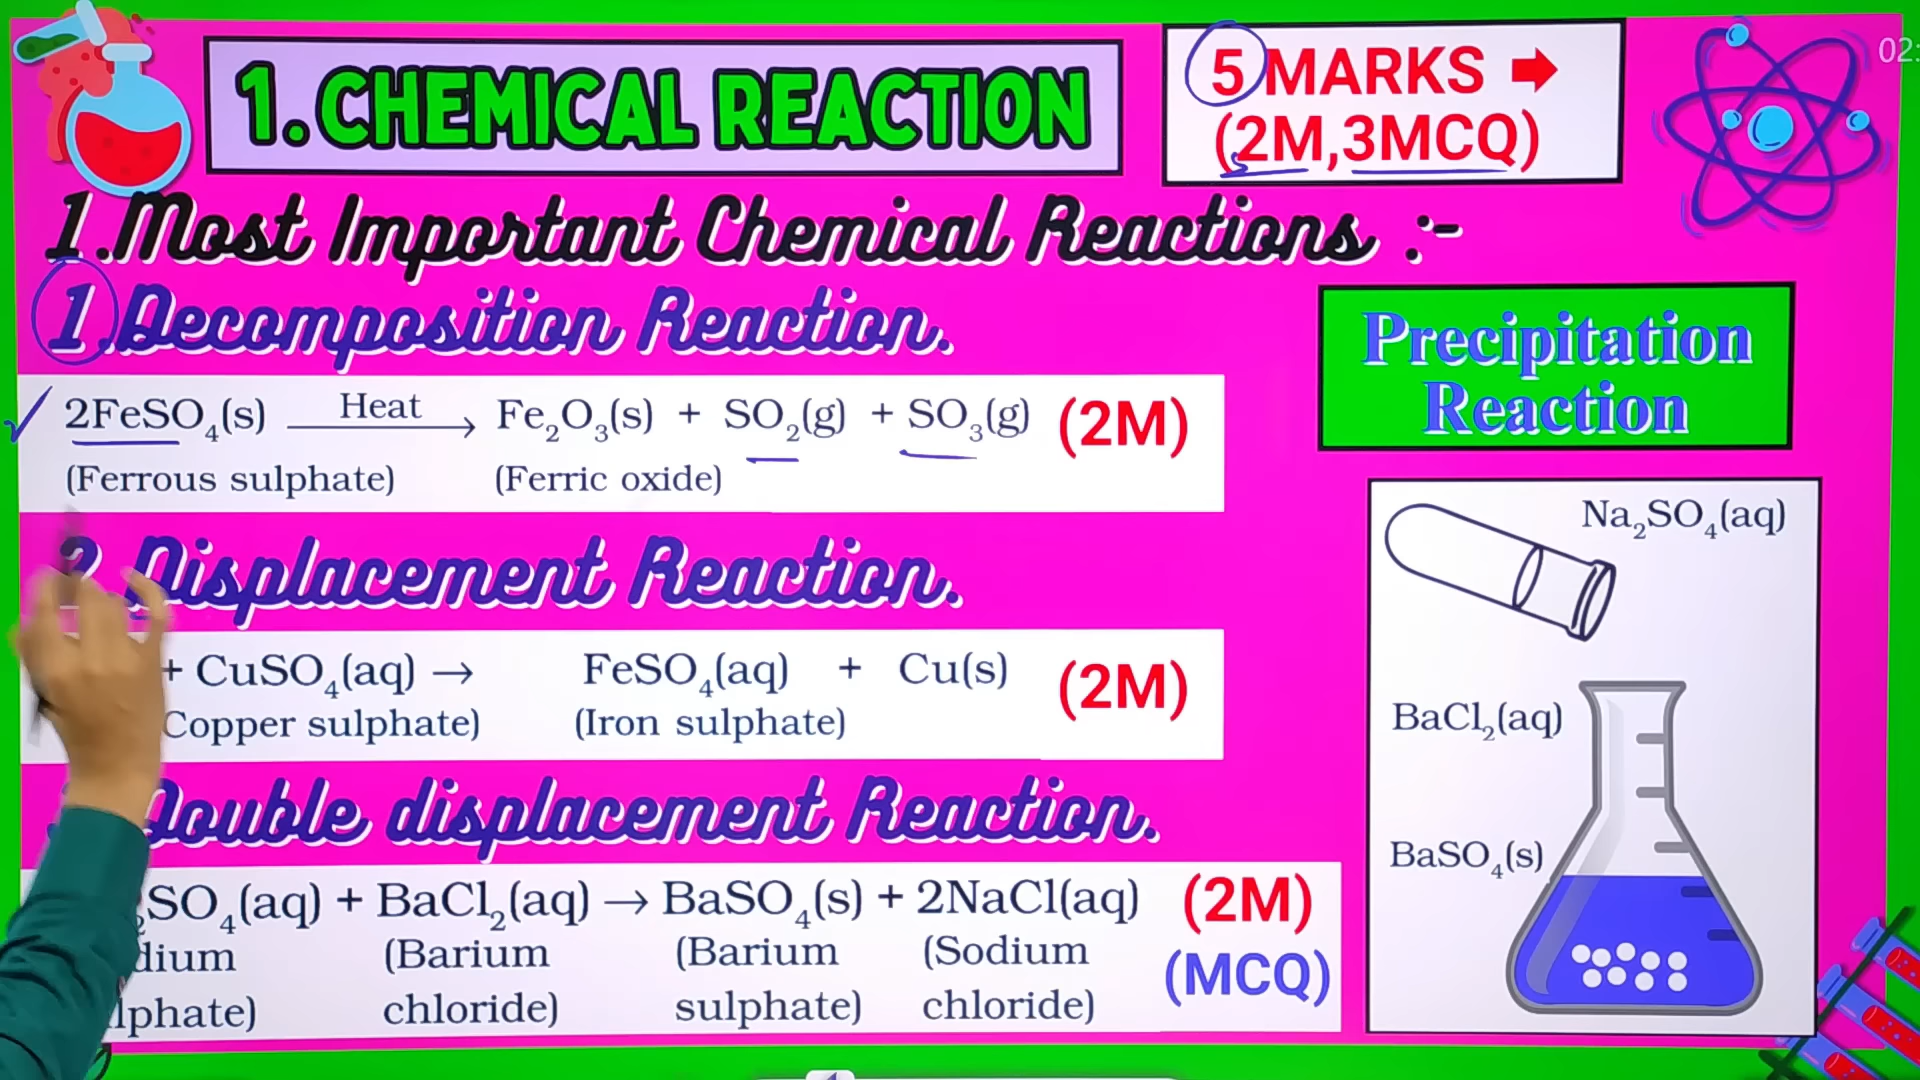 1.CHEMICAL REACTION
5 MARKS ➡
(2M,3MCQ)
02:
1.Most Important Chemical Reactions :-
1.Decomposition Reaction.
2FeSO₄(s) Heat → Fe₂O₃(s) + SO₂(g) + SO₃(g) (2M)
(Ferrous sulphate) (Ferric oxide)
2.Displacement Reaction.
+ CuSO₄(aq) → FeSO₄(aq) + Cu(s) (2M)
Copper sulphate) (Iron sulphate)
Double displacement Reaction.
₂SO₄(aq) + BaCl₂(aq) → BaSO₄(s) + 2NaCl(aq) (2M)
dium (Barium (Barium (Sodium (MCQ)
lphate) chloride) sulphate) chloride)
Precipitation
Reaction
Na₂SO₄(aq)
BaCl₂(aq)
BaSO₄(s)